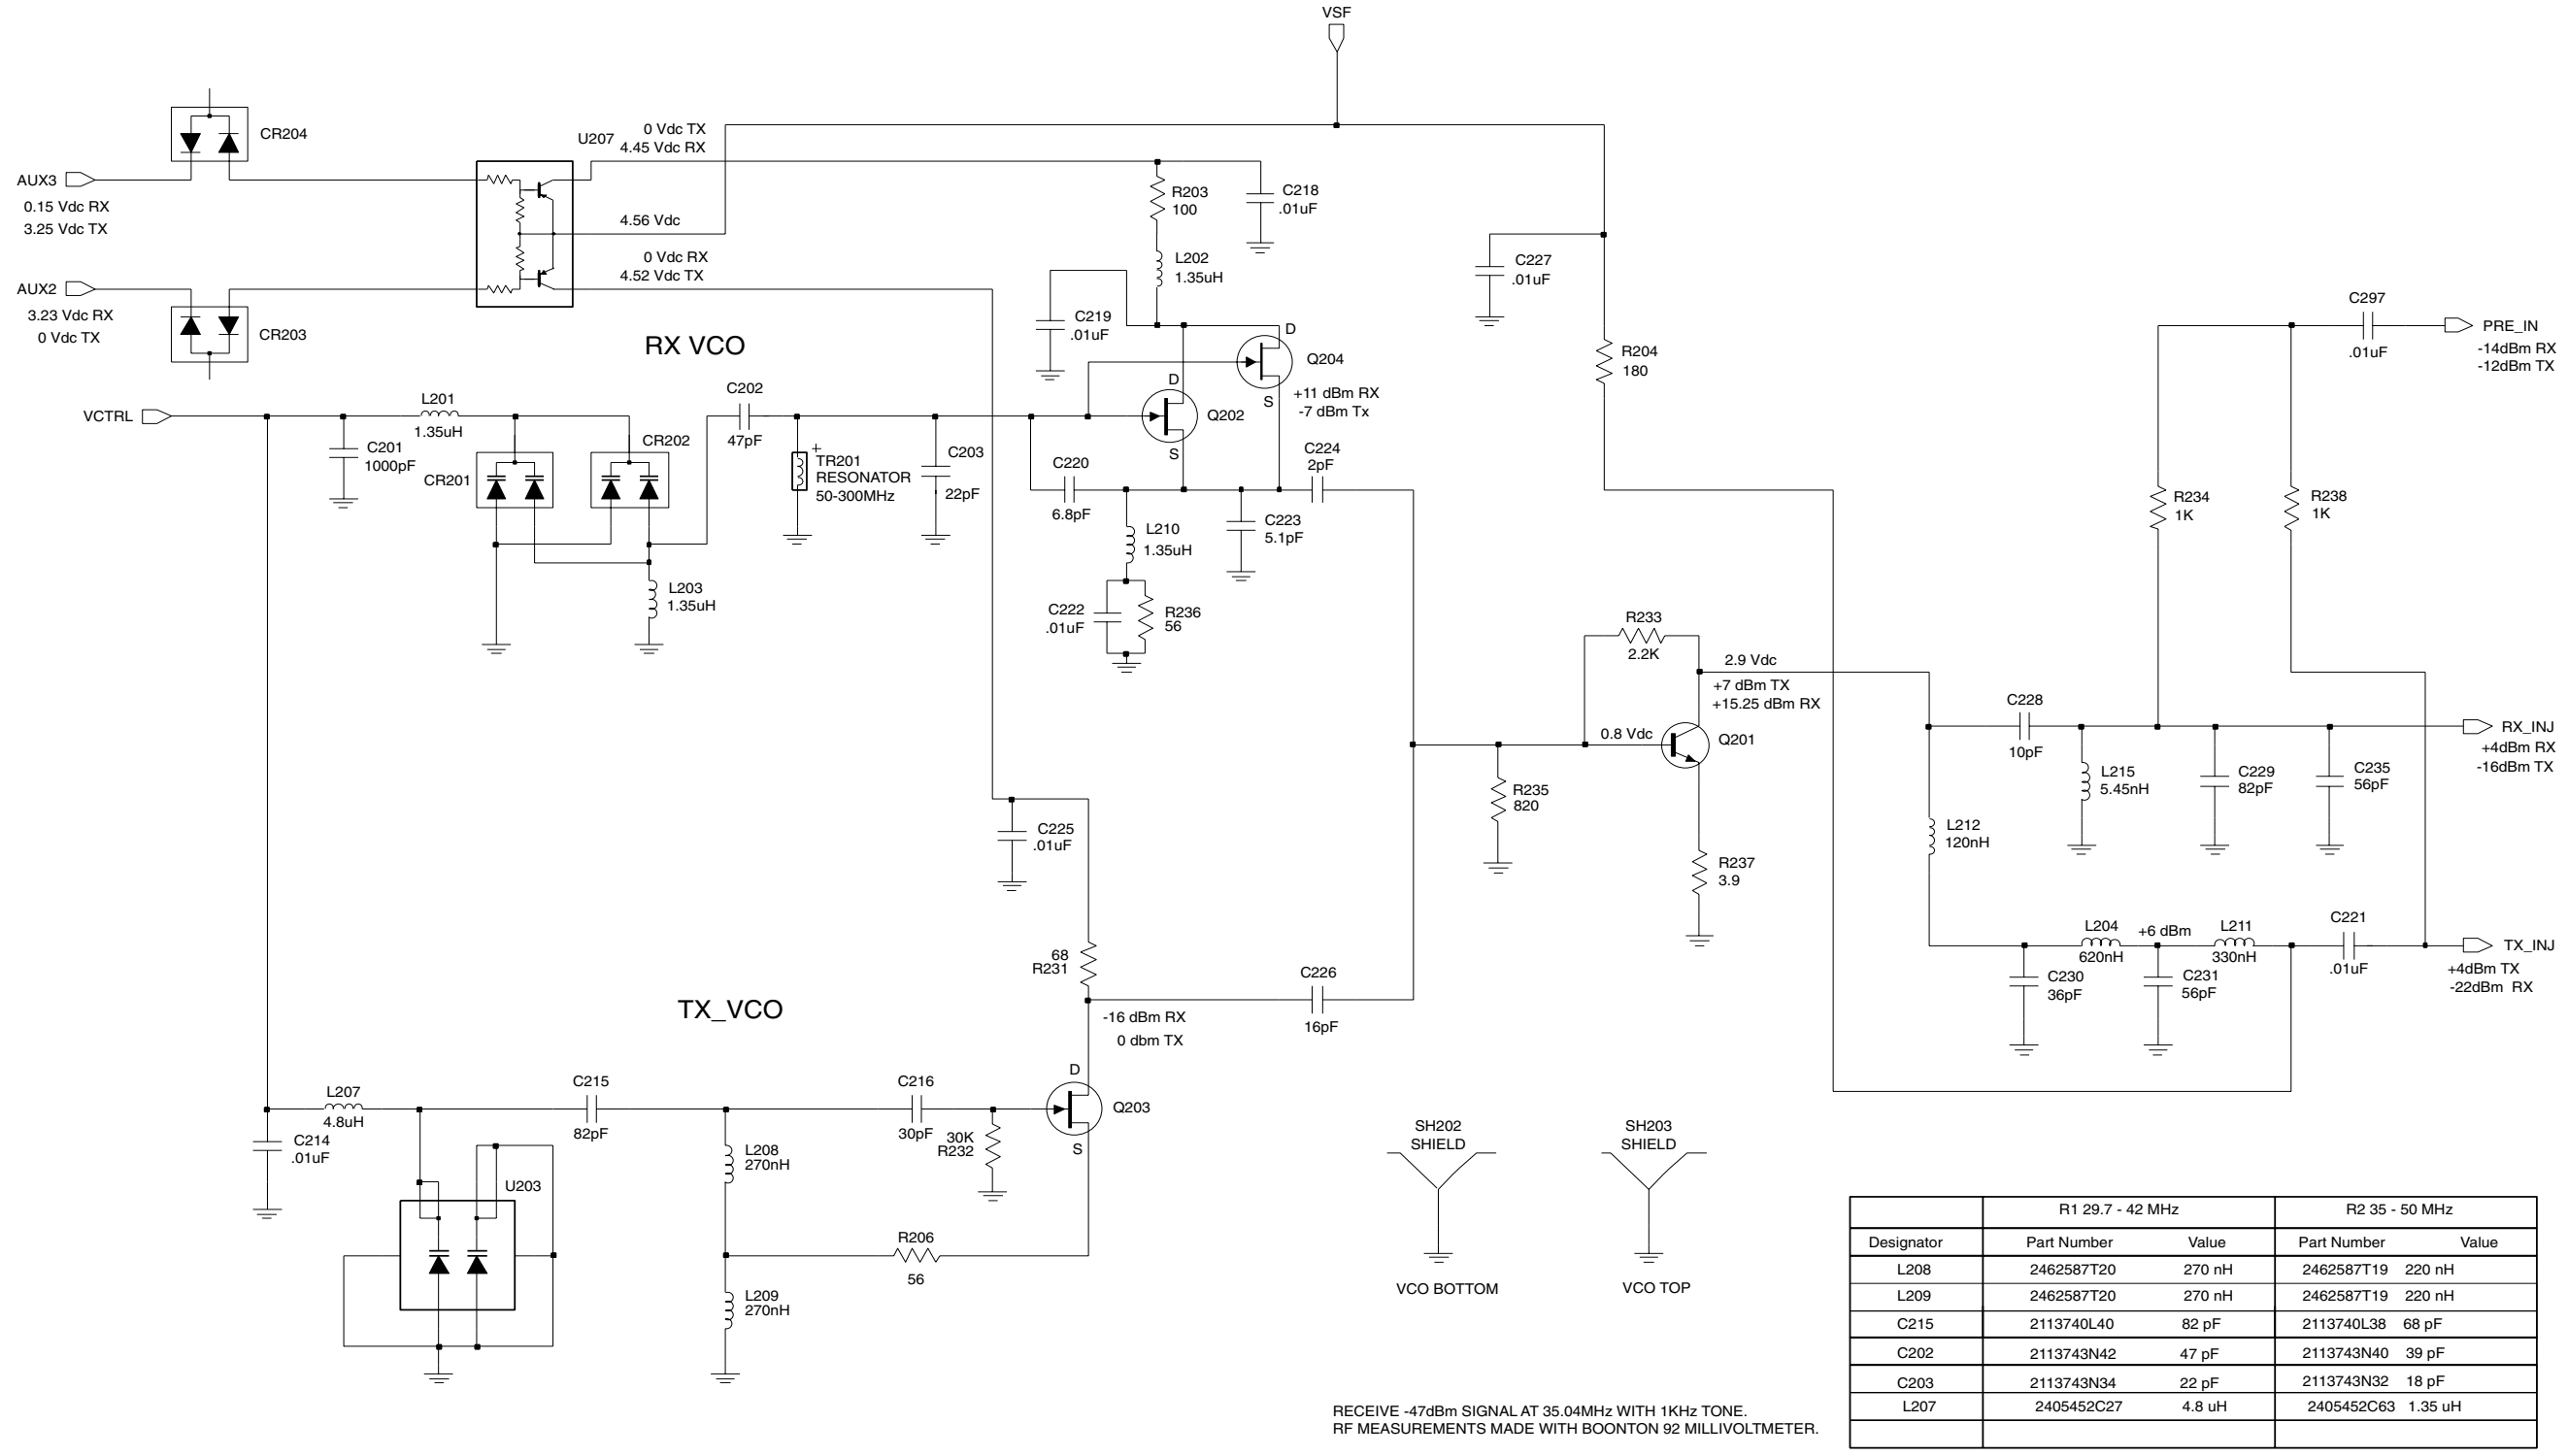 VSF
CR204
U207
0 Vdc TX
4.45 Vdc RX
AUX3
0.15 Vdc RX
3.25 Vdc TX
4.56 Vdc
0 Vdc RX
4.52 Vdc TX
AUX2
3.23 Vdc RX
0 Vdc TX
CR203
R203
100
C218
.01uF
L202
1.35uH
C219
.01uF
D
Q204
+11 dBm RX
-7 dBm Tx
S
D
Q202
S
C227
.01uF
R204
180
C297
.01uF
PRE_IN
-14dBm RX
-12dBm TX
RX VCO
VCTRL
L201
1.35uH
C201
1000pF
CR201
CR202
C202
47pF
+
TR201
RESONATOR
50-300MHz
C203
22pF
C220
6.8pF
C224
2pF
L210
1.35uH
C223
5.1pF
C222
.01uF
R236
56
L203
1.35uH
R234
1K
R238
1K
R233
2.2K
2.9 Vdc
+7 dBm TX
+15.25 dBm RX
0.8 Vdc
Q201
R235
820
R237
3.9
C228
10pF
RX_INJ
+4dBm RX
-16dBm TX
L215
5.45nH
C229
82pF
C235
56pF
L212
120nH
L204
620nH
+6 dBm
L211
330nH
C221
.01uF
TX_INJ
+4dBm TX
-22dBm RX
C230
36pF
C231
56pF
C225
.01uF
68
R231
C226
16pF
-16 dBm RX
0 dbm TX
TX_VCO
L207
4.8uH
C214
.01uF
C215
82pF
C216
30pF
30K
R232
D
Q203
S
L208
270nH
U203
R206
56
L209
270nH
SH202
SHIELD
VCO BOTTOM
SH203
SHIELD
VCO TOP
R1 29.7 - 42 MHz R2 35 - 50 MHz
Designator Part Number Value Part Number Value
L208 2462587T20 270 nH 2462587T19 220 nH
L209 2462587T20 270 nH 2462587T19 220 nH
C215 2113740L40 82 pF 2113740L38 68 pF
C202 2113743N42 47 pF 2113743N40 39 pF
C203 2113743N34 22 pF 2113743N32 18 pF
L207 2405452C27 4.8 uH 2405452C63 1.35 uH
RECEIVE -47dBm SIGNAL AT 35.04MHz WITH 1KHz TONE.
RF MEASUREMENTS MADE WITH BOONTON 92 MILLIVOLTMETER.